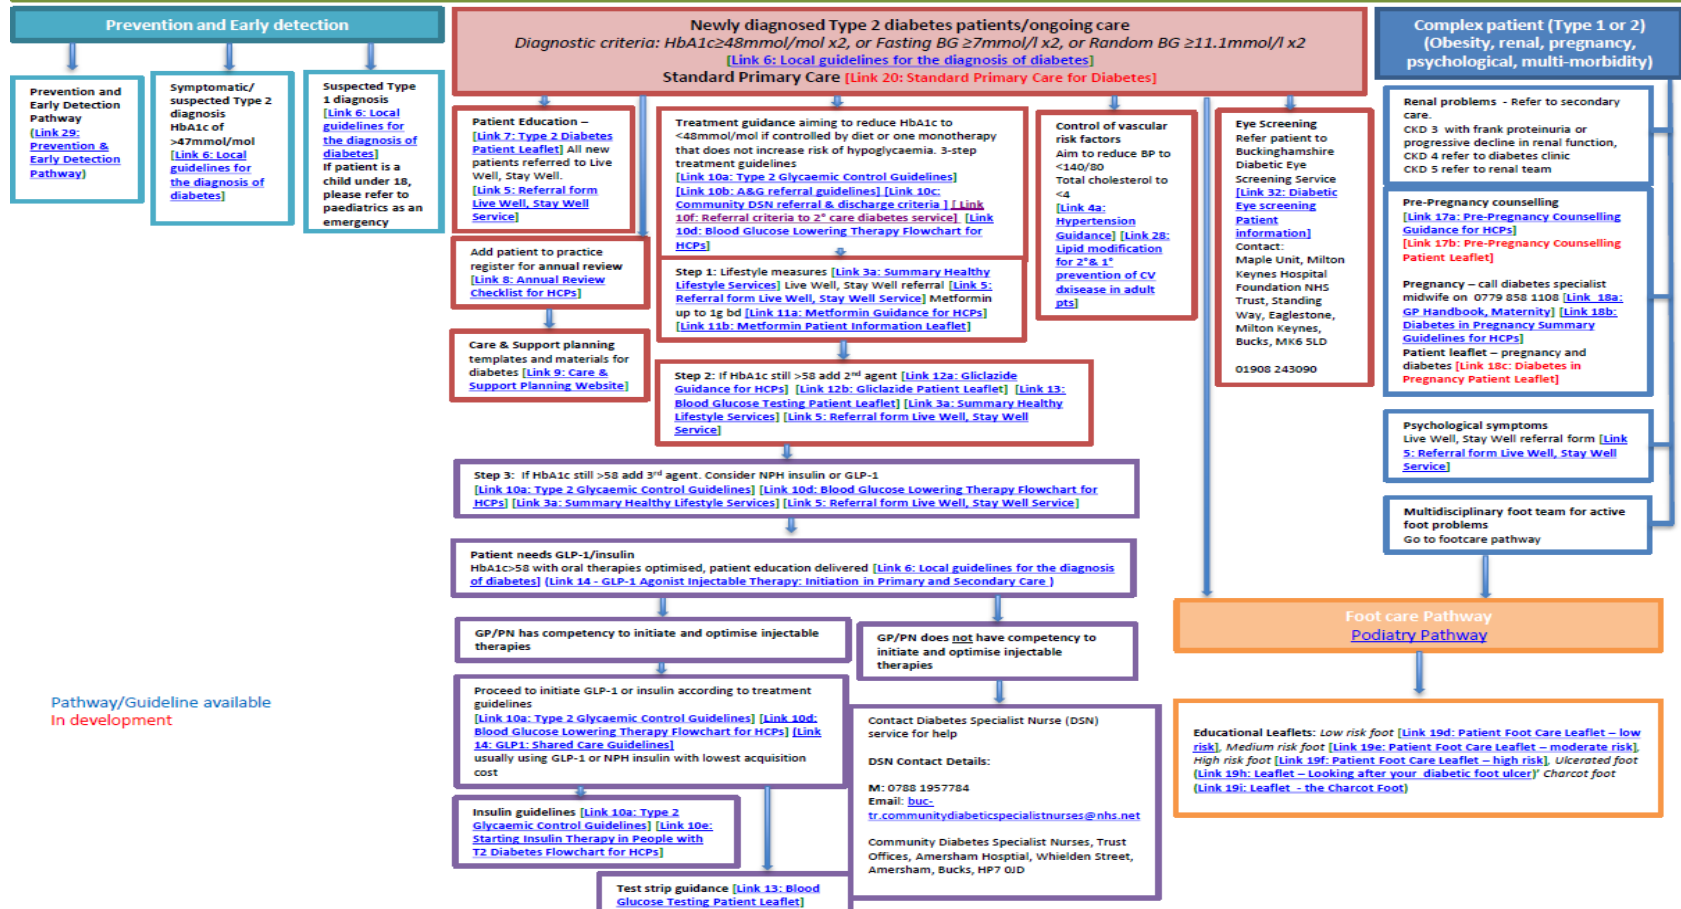 Prevention and Early detection
Prevention and
Early Detection
Pathway
(Link 29:
Prevention &
Early Detection
Pathway)
Symptomatic/
suspected Type 2
diagnosis
HbA1c of
>47mmol/mol
[Link 6: Local
guidelines for
the diagnosis of
diabetes]
Suspected Type
1 diagnosis
[Link 6: Local
guidelines for
the diagnosis of
diabetes]
If patient is a
child under 18,
please refer to
paediatrics as an
emergency
Newly diagnosed Type 2 diabetes patients/ongoing care
Diagnostic criteria: HbA1c≥48mmol/mol x2, or Fasting BG ≥7mmol/l x2, or Random BG ≥11.1mmol/l x2
[Link 6: Local guidelines for the diagnosis of diabetes]
Standard Primary Care [Link 20: Standard Primary Care for Diabetes]
Patient Education –
[Link 7: Type 2 Diabetes
Patient Leaflet] All new
patients referred to Live
Well, Stay Well.
[Link 5: Referral form
Live Well, Stay Well
Service]
Add patient to practice
register for annual review
[Link 8: Annual Review
Checklist for HCPs]
Care & Support planning
templates and materials for
diabetes [Link 9: Care &
Support Planning Website]
Treatment guidance aiming to reduce HbA1c to
<48mmol/mol if controlled by diet or one monotherapy
that does not increase risk of hypoglycaemia. 3-step
treatment guidelines
[Link 10a: Type 2 Glycaemic Control Guidelines]
[Link 10b: A&G referral guidelines] [Link 10c:
Community DSN referral & discharge criteria ] [ Link
10f: Referral criteria to 2° care diabetes service] [Link
10d: Blood Glucose Lowering Therapy Flowchart for
HCPs]
Step 1: Lifestyle measures [Link 3a: Summary Healthy
Lifestyle Services] Live Well, Stay Well referral [Link 5:
Referral form Live Well, Stay Well Service] Metformin
up to 1g bd [Link 11a: Metformin Guidance for HCPs]
[Link 11b: Metformin Patient Information Leaflet]
Step 2: If HbA1c still >58 add 2nd agent [Link 12a: Gliclazide
Guidance for HCPs] [Link 12b: Gliclazide Patient Leaflet] [Link 13:
Blood Glucose Testing Patient Leaflet] [Link 3a: Summary Healthy
Lifestyle Services] [Link 5: Referral form Live Well, Stay Well
Service]
Step 3: If HbA1c still >58 add 3rd agent. Consider NPH insulin or GLP-1
[Link 10a: Type 2 Glycaemic Control Guidelines] [Link 10d: Blood Glucose Lowering Therapy Flowchart for
HCPs] [Link 3a: Summary Healthy Lifestyle Services] [Link 5: Referral form Live Well, Stay Well Service]
Patient needs GLP-1/insulin
HbA1c>58 with oral therapies optimised, patient education delivered [Link 6: Local guidelines for the diagnosis
of diabetes] (Link 14 - GLP-1 Agonist Injectable Therapy: Initiation in Primary and Secondary Care )
GP/PN has competency to initiate and optimise injectable
therapies
Proceed to initiate GLP-1 or insulin according to treatment
guidelines
[Link 10a: Type 2 Glycaemic Control Guidelines] [Link 10d:
Blood Glucose Lowering Therapy Flowchart for HCPs] [Link
14: GLP1: Shared Care Guidelines]
usually using GLP-1 or NPH insulin with lowest acquisition
cost
Insulin guidelines [Link 10a: Type 2
Glycaemic Control Guidelines] [Link 10e:
Starting Insulin Therapy in People with
T2 Diabetes Flowchart for HCPs]
Test strip guidance [Link 13: Blood
Glucose Testing Patient Leaflet]
GP/PN does not have competency to
initiate and optimise injectable
therapies
Contact Diabetes Specialist Nurse (DSN)
service for help
DSN Contact Details:
M: 0788 1957784
Email: buc-
tr.communitydiabeticspecialistnurses@nhs.net
Community Diabetes Specialist Nurses, Trust
Offices, Amersham Hosptial, Whielden Street,
Amersham, Bucks, HP7 0JD
Control of vascular
risk factors
Aim to reduce BP to
<140/80
Total cholesterol to
<4
[Link 4a:
Hypertension
Guidance] [Link 28:
Lipid modification
for 2°& 1°
prevention of CV
dxisease in adult
pts]
Eye Screening
Refer patient to
Buckinghamshire
Diabetic Eye
Screening Service
[Link 32: Diabetic
Eye screening
Patient
information]
Contact:
Maple Unit, Milton
Keynes Hospital
Foundation NHS
Trust, Standing
Way, Eaglestone,
Milton Keynes,
Bucks, MK6 5LD
01908 243090
Complex patient (Type 1 or 2)
(Obesity, renal, pregnancy,
psychological, multi-morbidity)
Renal problems - Refer to secondary
care.
CKD 3 with frank proteinuria or
progressive decline in renal function,
CKD 4 refer to diabetes clinic
CKD 5 refer to renal team
Pre-Pregnancy counselling
[Link 17a: Pre-Pregnancy Counselling
Guidance for HCPs]
[Link 17b: Pre-Pregnancy Counselling
Patient Leaflet]
Pregnancy – call diabetes specialist
midwife on 0779 858 1108 [Link 18a:
GP Handbook, Maternity] [Link 18b:
Diabetes in Pregnancy Summary
Guidelines for HCPs]
Patient leaflet – pregnancy and
diabetes [Link 18c: Diabetes in
Pregnancy Patient Leaflet]
Psychological symptoms
Live Well, Stay Well referral form [Link
5: Referral form Live Well, Stay Well
Service]
Multidisciplinary foot team for active
foot problems
Go to footcare pathway
Foot care Pathway
Podiatry Pathway
Educational Leaflets: Low risk foot [Link 19d: Patient Foot Care Leaflet – low
risk], Medium risk foot [Link 19e: Patient Foot Care Leaflet – moderate risk],
High risk foot [Link 19f: Patient Foot Care Leaflet – high risk], Ulcerated foot
(Link 19h: Leaflet – Looking after your diabetic foot ulcer)' Charcot foot
(Link 19i: Leaflet - the Charcot Foot)
Pathway/Guideline available
In development